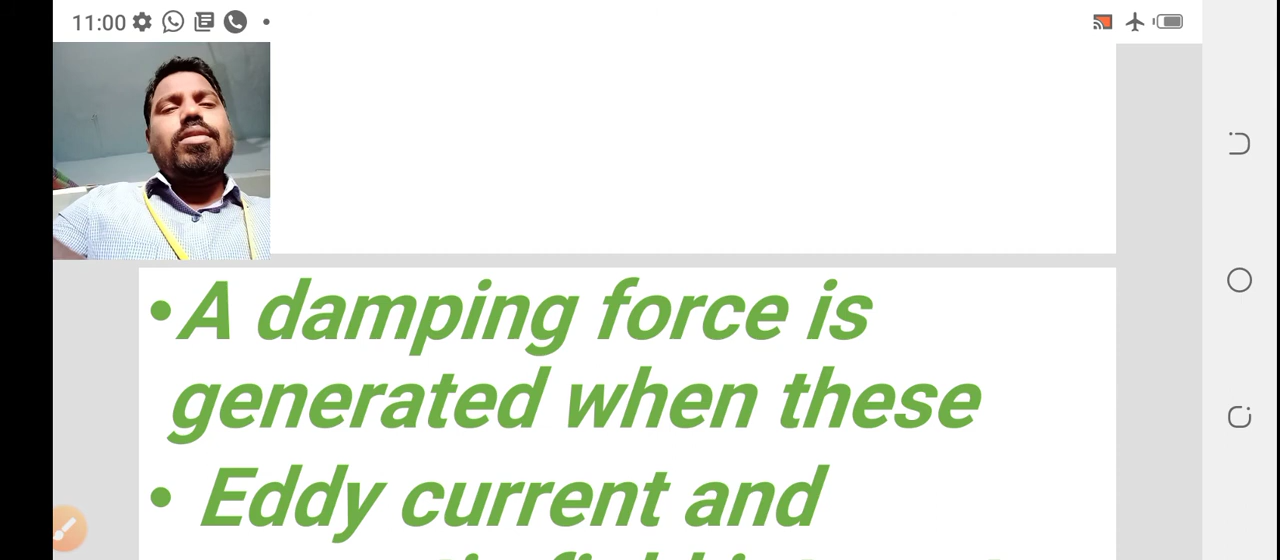 11:00
•A damping force is
generated when these
• Eddy current and